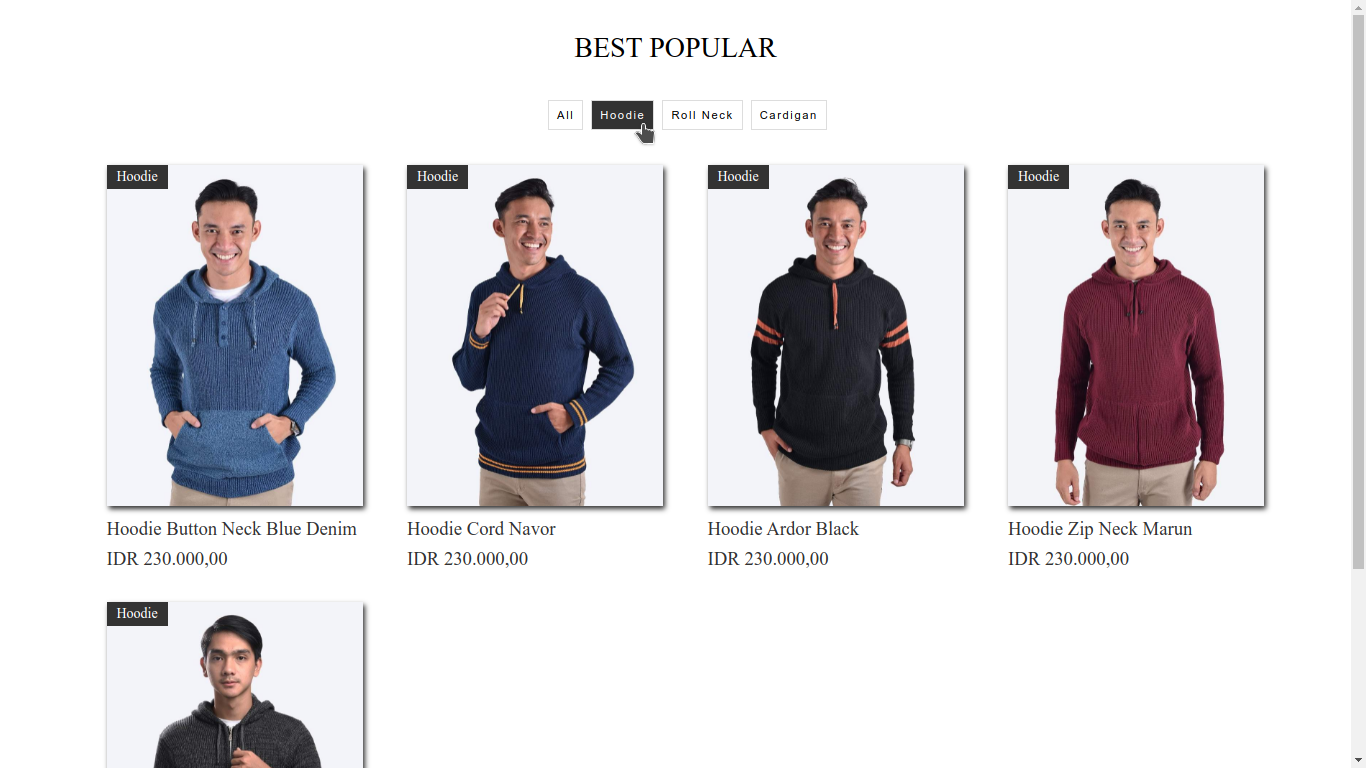 BEST POPULAR
All Hoodie Roll Neck Cardigan
Hoodie Hoodie Hoodie Hoodie
Hoodie Button Neck Blue Denim Hoodie Cord Navor Hoodie Ardor Black Hoodie Zip Neck Marun
IDR 230.000,00 IDR 230.000,00 IDR 230.000,00 IDR 230.000,00
Hoodie